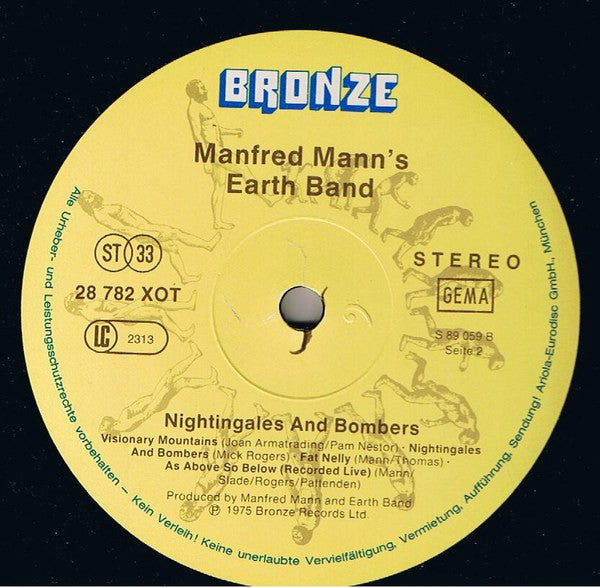 BRONZE
Manfred Mann's
Earth Band
ST 33
28 782 XOT
LC 2313
STEREO
GEMA
S 89 059 B
Seite 2
Nightingales And Bombers
Visionary Mountains (Joan Armatrading/Pam Nestor) · Nightingales
And Bombers (Mick Rogers) · Fat Nelly (Mann/Thomas) ·
As Above So Below (Recorded Live) (Mann/
Slade/Rogers/Pattenden)
Produced by Manfred Mann and Earth Band
℗ 1975 Bronze Records Ltd.
Alle Urheber- und Leistungsschutzrechte vorbehalten – Kein Verleih! Keine unerlaubte Vervielfältigung, Vermietung, Aufführung, Sendung! Ariola-Eurodisc GmbH., München